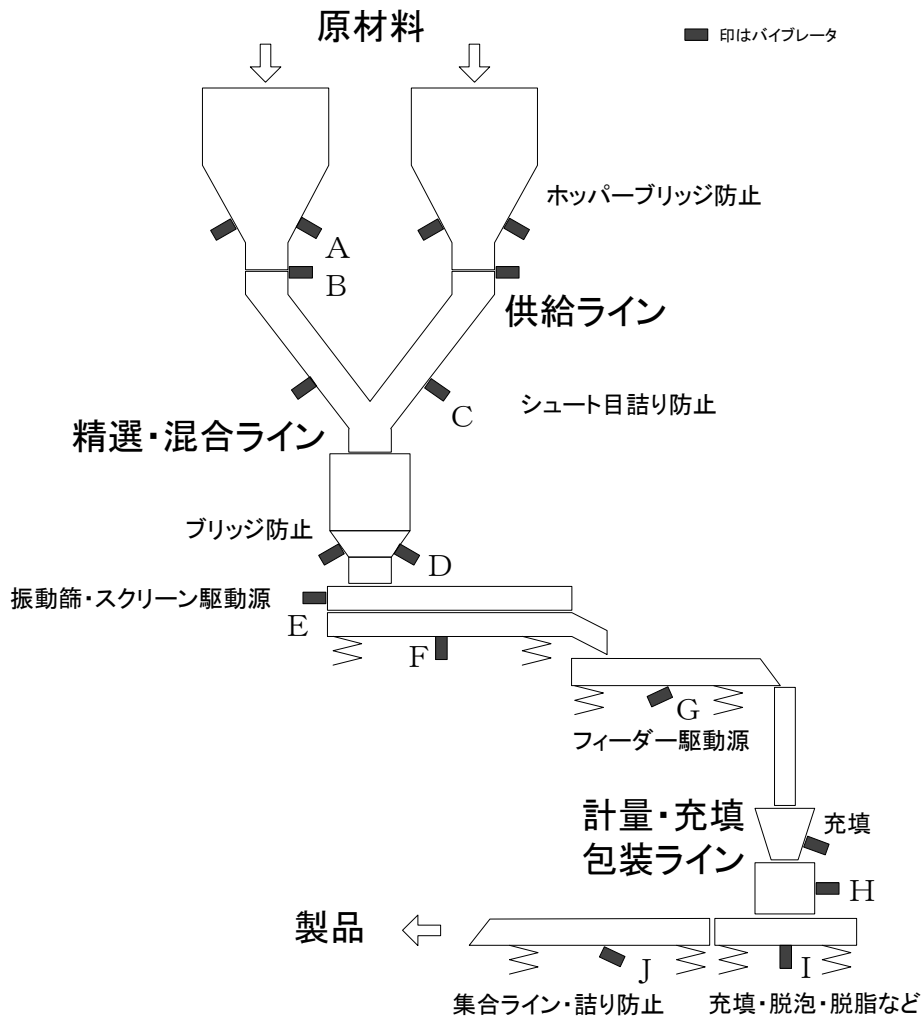 原材料
印はバイブレータ
ホッパーブリッジ防止
A
B
供給ライン
C
シュート目詰り防止
精選・混合ライン
ブリッジ防止
D
振動篩・スクリーン駆動源
E
F
G
フィーダー駆動源
計量・充填
包装ライン
充填
H
製品
J
I
集合ライン・詰り防止
充填・脱泡・脱脂など